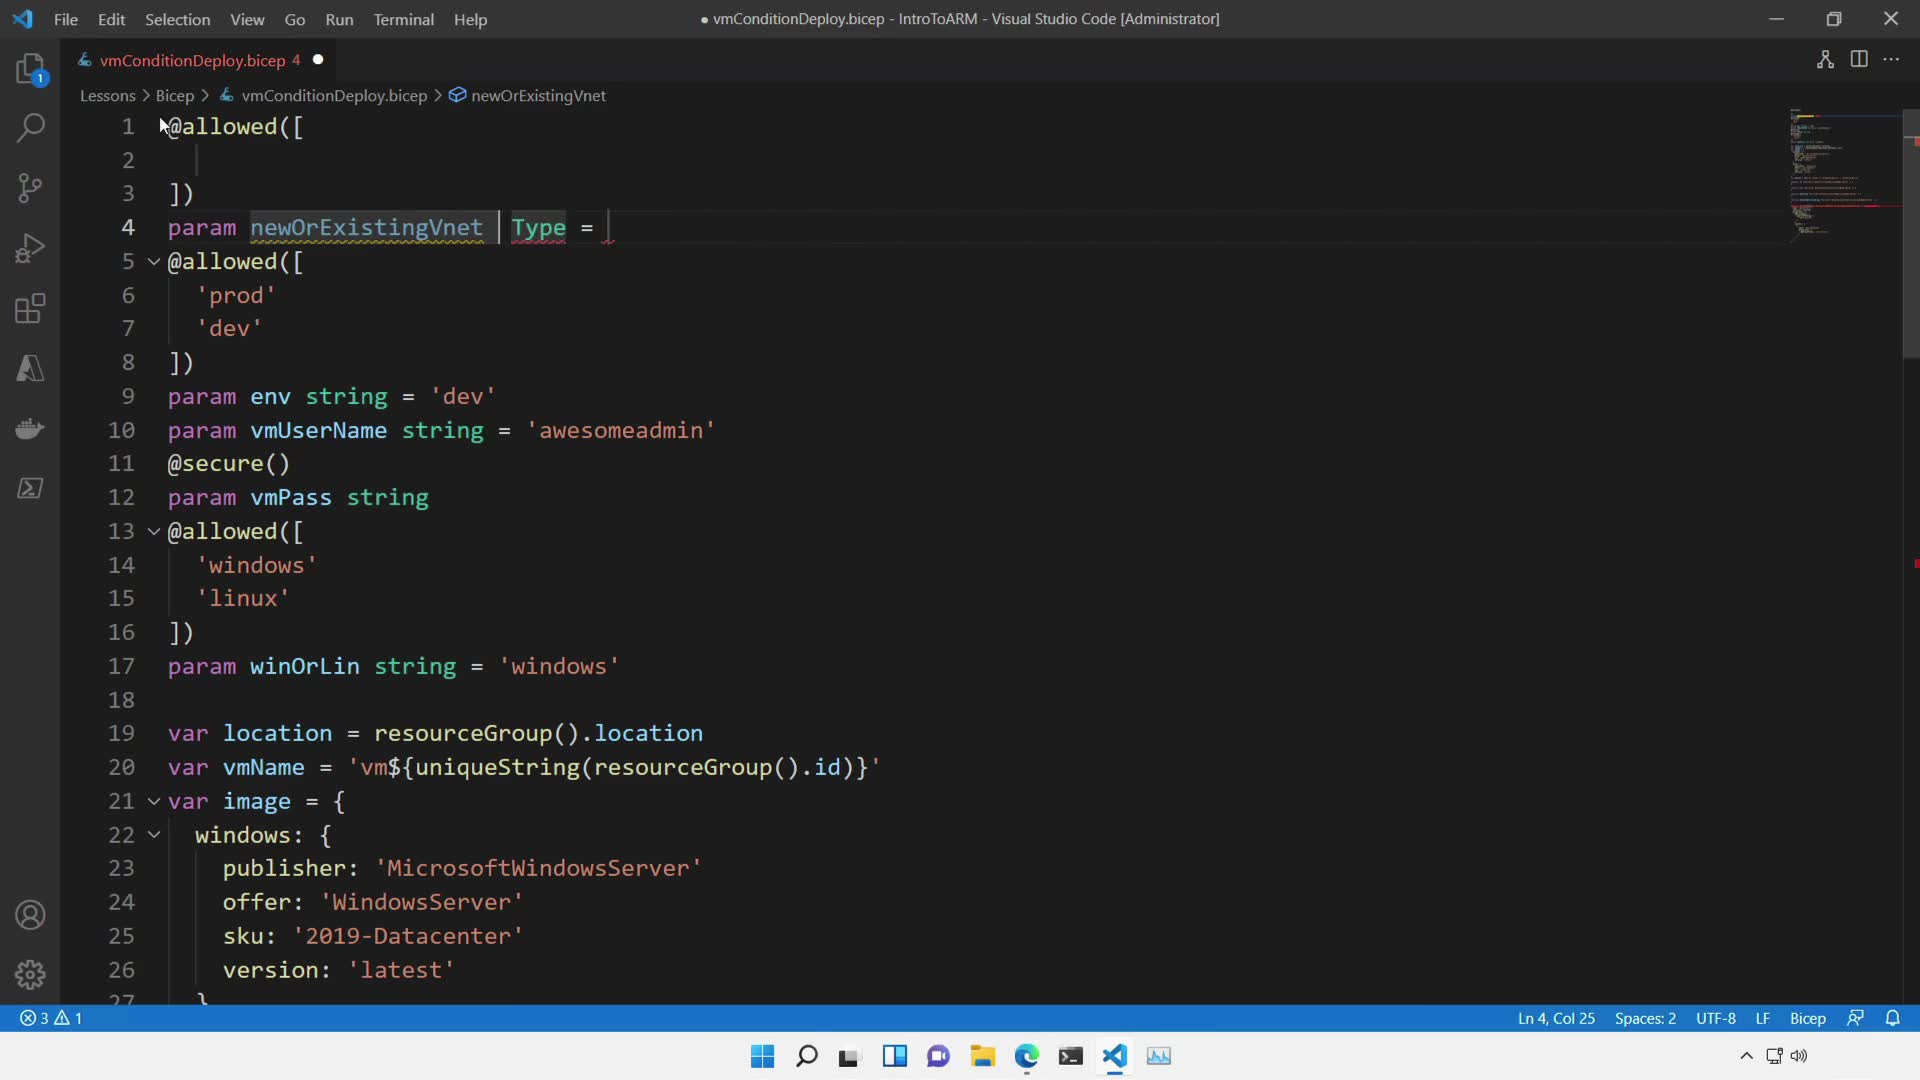 File Edit Selection View Go Run Terminal Help ● vmConditionDeploy.bicep - IntroToARM - Visual Studio Code [Administrator]
vmConditionDeploy.bicep 4 ●
1
Lessons > Bicep > vmConditionDeploy.bicep > newOrExistingVnet
1 @allowed([
2
3 ])
4 param newOrExistingVnet Type =
5 @allowed([
6 'prod'
7 'dev'
8 ])
9 param env string = 'dev'
10 param vmUserName string = 'awesomeadmin'
11 @secure()
12 param vmPass string
13 @allowed([
14 'windows'
15 'linux'
16 ])
17 param winOrLin string = 'windows'
18
19 var location = resourceGroup().location
20 var vmName = 'vm${uniqueString(resourceGroup().id)}'
21 var image = {
22 windows: {
23 publisher: 'MicrosoftWindowsServer'
24 offer: 'WindowsServer'
25 sku: '2019-Datacenter'
26 version: 'latest'
27 }
3 1 Ln 4, Col 25 Spaces: 2 UTF-8 LF Bicep